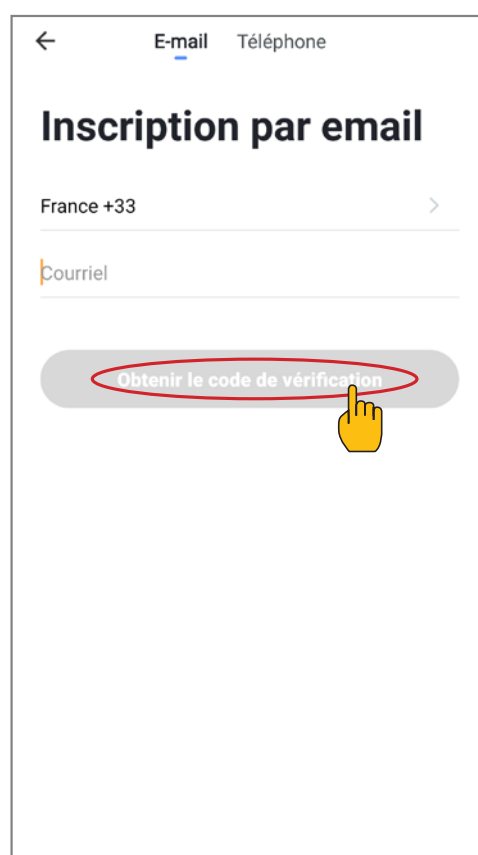 E-mail Téléphone
Inscription par email
France +33
Courriel
Obtenir le code de vérification